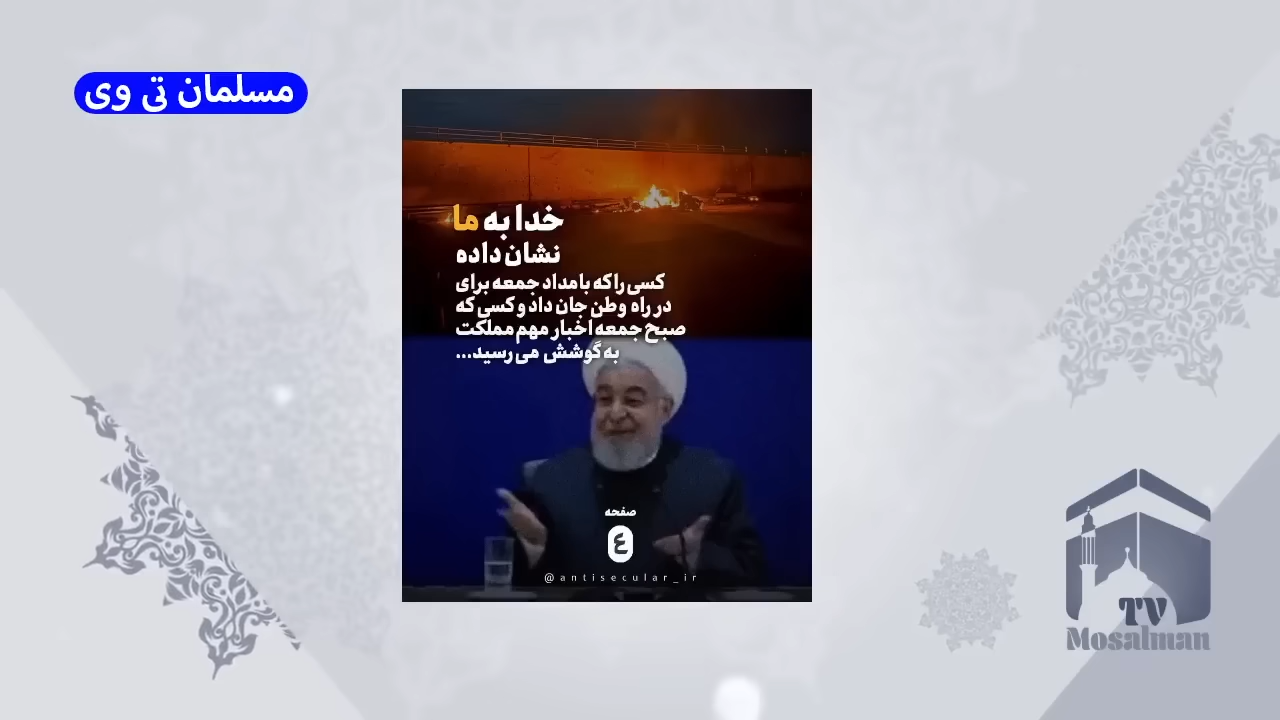 مسلمان تی وی
خدا به ما
نشان داده
کسی را که بامداد جمعه برای
در راه وطن جان داد و کسی که
صبح جمعه اخبار مهم مملکت
به گوشش می‌رسید...
صفحه
٤
@antisecular_ir
TV
Mosalman